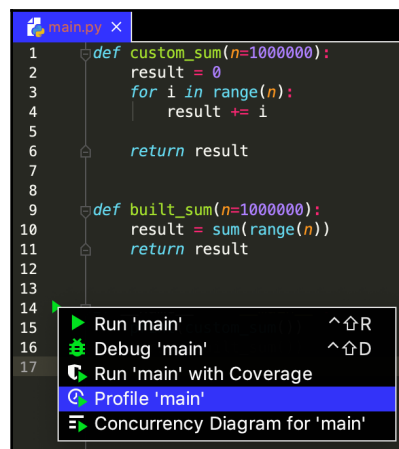 main.py ×
1 def custom_sum(n=1000000):
2 result = 0
3 for i in range(n):
4 result += i
5
6 return result
7
8
9 def built_sum(n=1000000):
10 result = sum(range(n))
11 return result
12
13
14
15 Run 'main' ^⇧R
16 Debug 'main' ^⇧D
17 Run 'main' with Coverage
Profile 'main'
Concurrency Diagram for 'main'